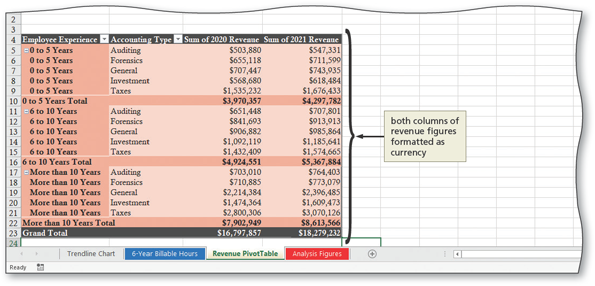 2
3
4 Employee Experience Accounting Type Sum of 2020 Revenue Sum of 2021 Revenue
5 0 to 5 Years Auditing $503,880 $547,331
6 0 to 5 Years Forensics $655,118 $711,599
7 0 to 5 Years General $707,447 $743,935
8 0 to 5 Years Investment $568,680 $618,484
9 0 to 5 Years Taxes $1,535,232 $1,676,433
10 0 to 5 Years Total $3,970,357 $4,297,782
11 6 to 10 Years Auditing $651,448 $707,801
12 6 to 10 Years Forensics $841,693 $913,913
13 6 to 10 Years General $906,882 $985,864
14 6 to 10 Years Investment $1,092,119 $1,185,641
15 6 to 10 Years Taxes $1,432,409 $1,574,665
16 6 to 10 Years Total $4,924,551 $5,367,884
17 More than 10 Years Auditing $703,010 $764,403
18 More than 10 Years Forensics $710,885 $773,079
19 More than 10 Years General $2,214,384 $2,396,485
20 More than 10 Years Investment $1,474,364 $1,609,473
21 More than 10 Years Taxes $2,800,306 $3,070,126
22 More than 10 Years Total $7,902,949 $8,613,566
23 Grand Total $16,797,857 $18,279,232
24
both columns of
revenue figures
formatted as
currency
Trendline Chart 6-Year Billable Hours Revenue PivotTable Analysis Figures
Ready